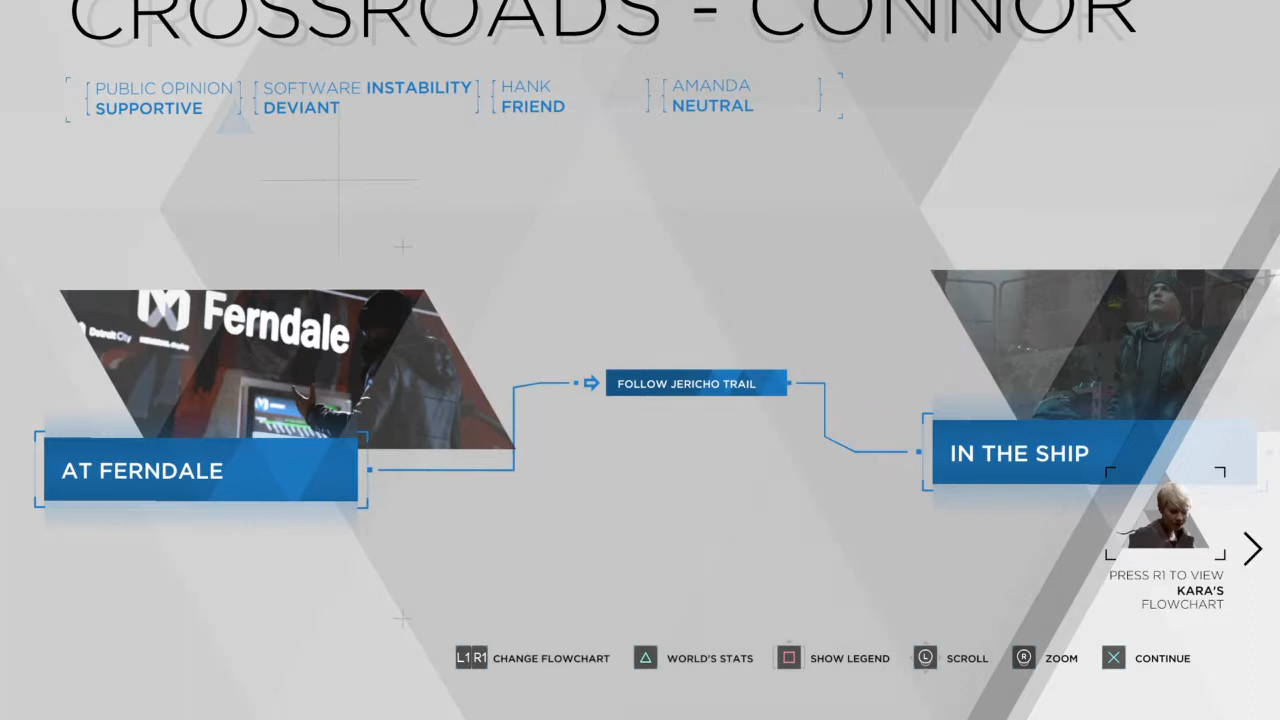 CROSSROADS - CONNOR
PUBLIC OPINION
SUPPORTIVE
SOFTWARE INSTABILITY
DEVIANT
HANK
FRIEND
AMANDA
NEUTRAL
Ferndale
Detroit City
AT FERNDALE
FOLLOW JERICHO TRAIL
IN THE SHIP
PRESS R1 TO VIEW
KARA'S
FLOWCHART
L1 R1 CHANGE FLOWCHART
WORLD'S STATS
SHOW LEGEND
L SCROLL
R ZOOM
CONTINUE